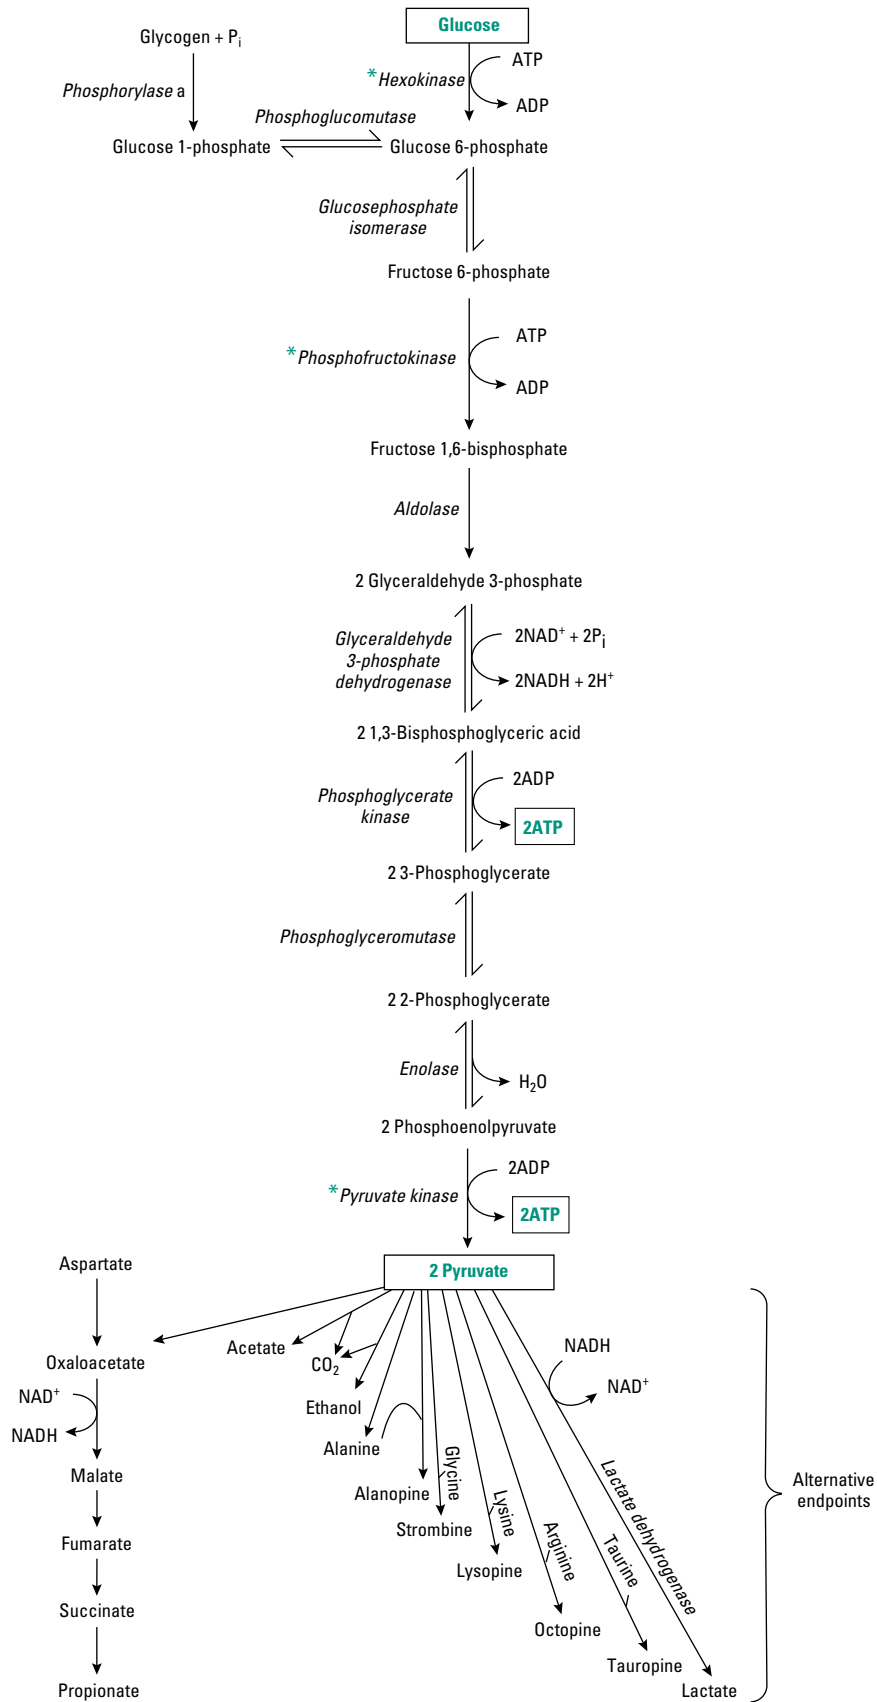 Glucose
Glycogen + Pi
ATP
*Hexokinase
Phosphorylase a
ADP
Phosphoglucomutase
Glucose 1-phosphate
Glucose 6-phosphate
Glucosephosphate
isomerase
Fructose 6-phosphate
ATP
*Phosphofructokinase
ADP
Fructose 1,6-bisphosphate
Aldolase
2 Glyceraldehyde 3-phosphate
Glyceraldehyde
3-phosphate
dehydrogenase
2NAD+ + 2Pi
2NADH + 2H+
2 1,3-Bisphosphoglyceric acid
Phosphoglycerate
kinase
2ADP
2ATP
2 3-Phosphoglycerate
Phosphoglyceromutase
2 2-Phosphoglycerate
Enolase
H2O
2 Phosphoenolpyruvate
2ADP
*Pyruvate kinase
2ATP
2 Pyruvate
Aspartate
Oxaloacetate
NAD+
NADH
Malate
Fumarate
Succinate
Propionate
Acetate
CO2
Ethanol
Alanine
Alanopine
Glycine
Strombine
Lysine
Lysopine
Arginine
Octopine
Taurine
Tauropine
NADH
NAD+
Lactate dehydrogenase
Lactate
Alternative
endpoints